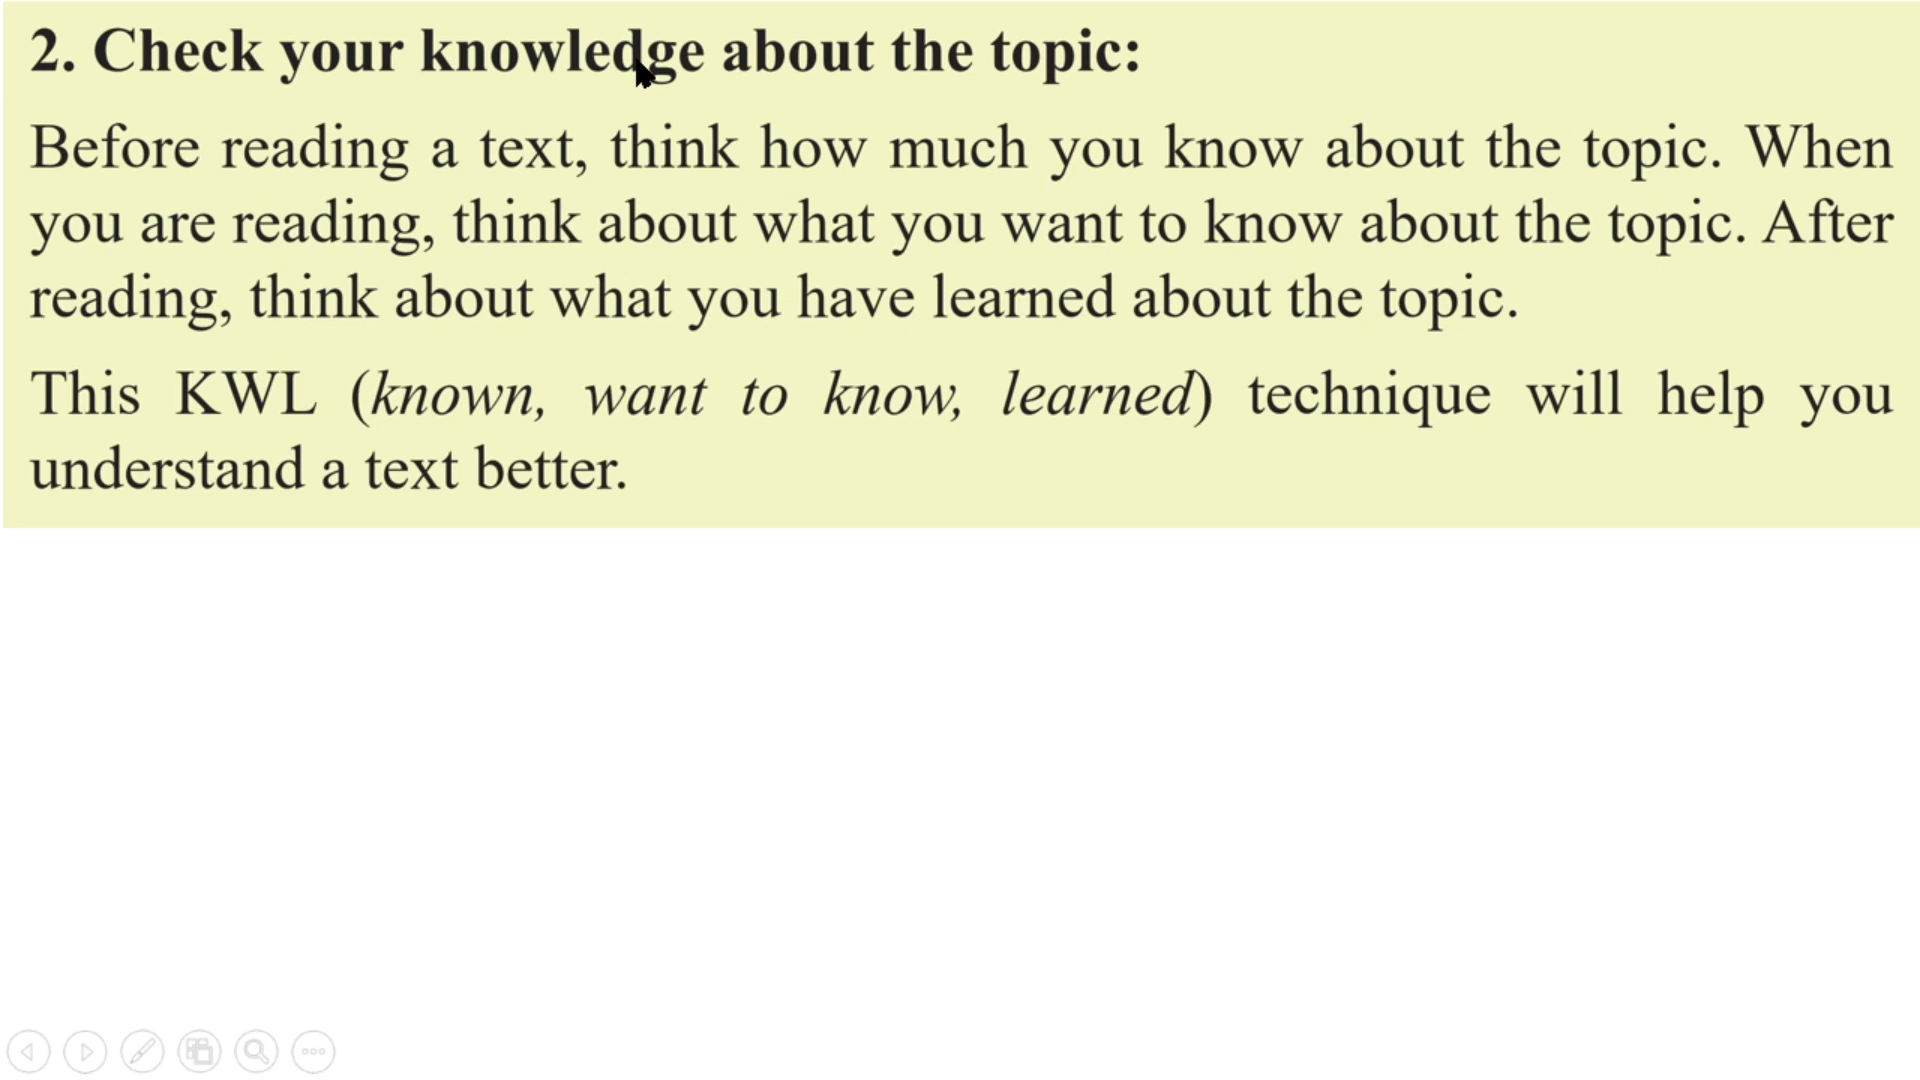 2. Check your knowledge about the topic:
Before reading a text, think how much you know about the topic. When
you are reading, think about what you want to know about the topic. After
reading, think about what you have learned about the topic.
This KWL (known, want to know, learned) technique will help you
understand a text better.